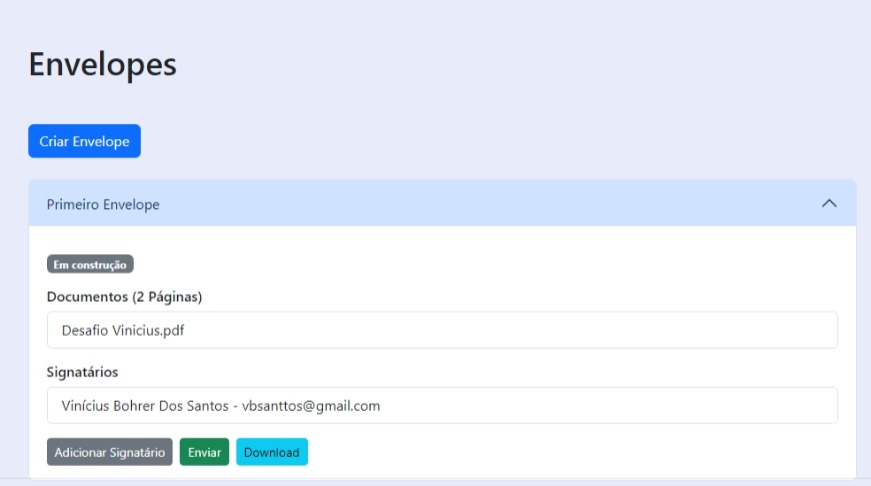 Envelopes
Criar Envelope
Primeiro Envelope
Em construção
Documentos (2 Páginas)
Desafio Vinicius.pdf
Signatários
Vinícius Bohrer Dos Santos - vbsanttos@gmail.com
Adicionar Signatário Enviar Download